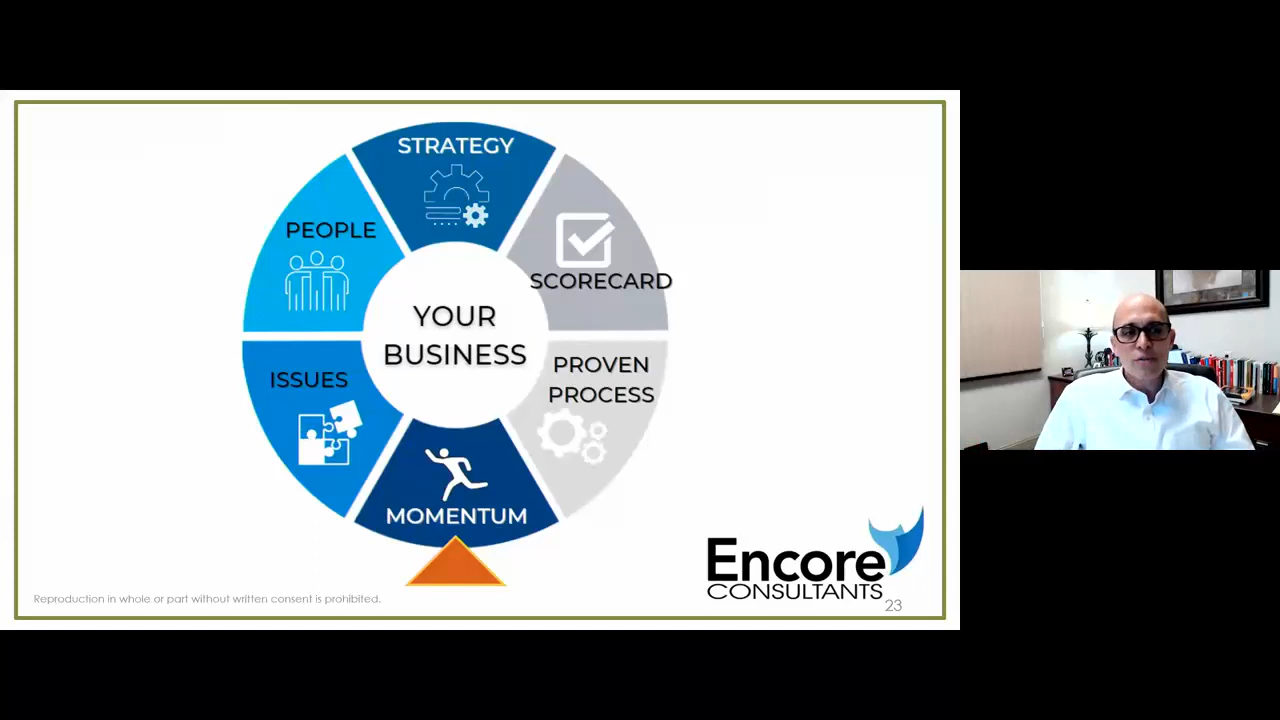 STRATEGY
PEOPLE
SCORECARD
YOUR
BUSINESS
ISSUES
PROVEN
PROCESS
MOMENTUM
Encore
CONSULTANTS
Reproduction in whole or part without written consent is prohibited.
23